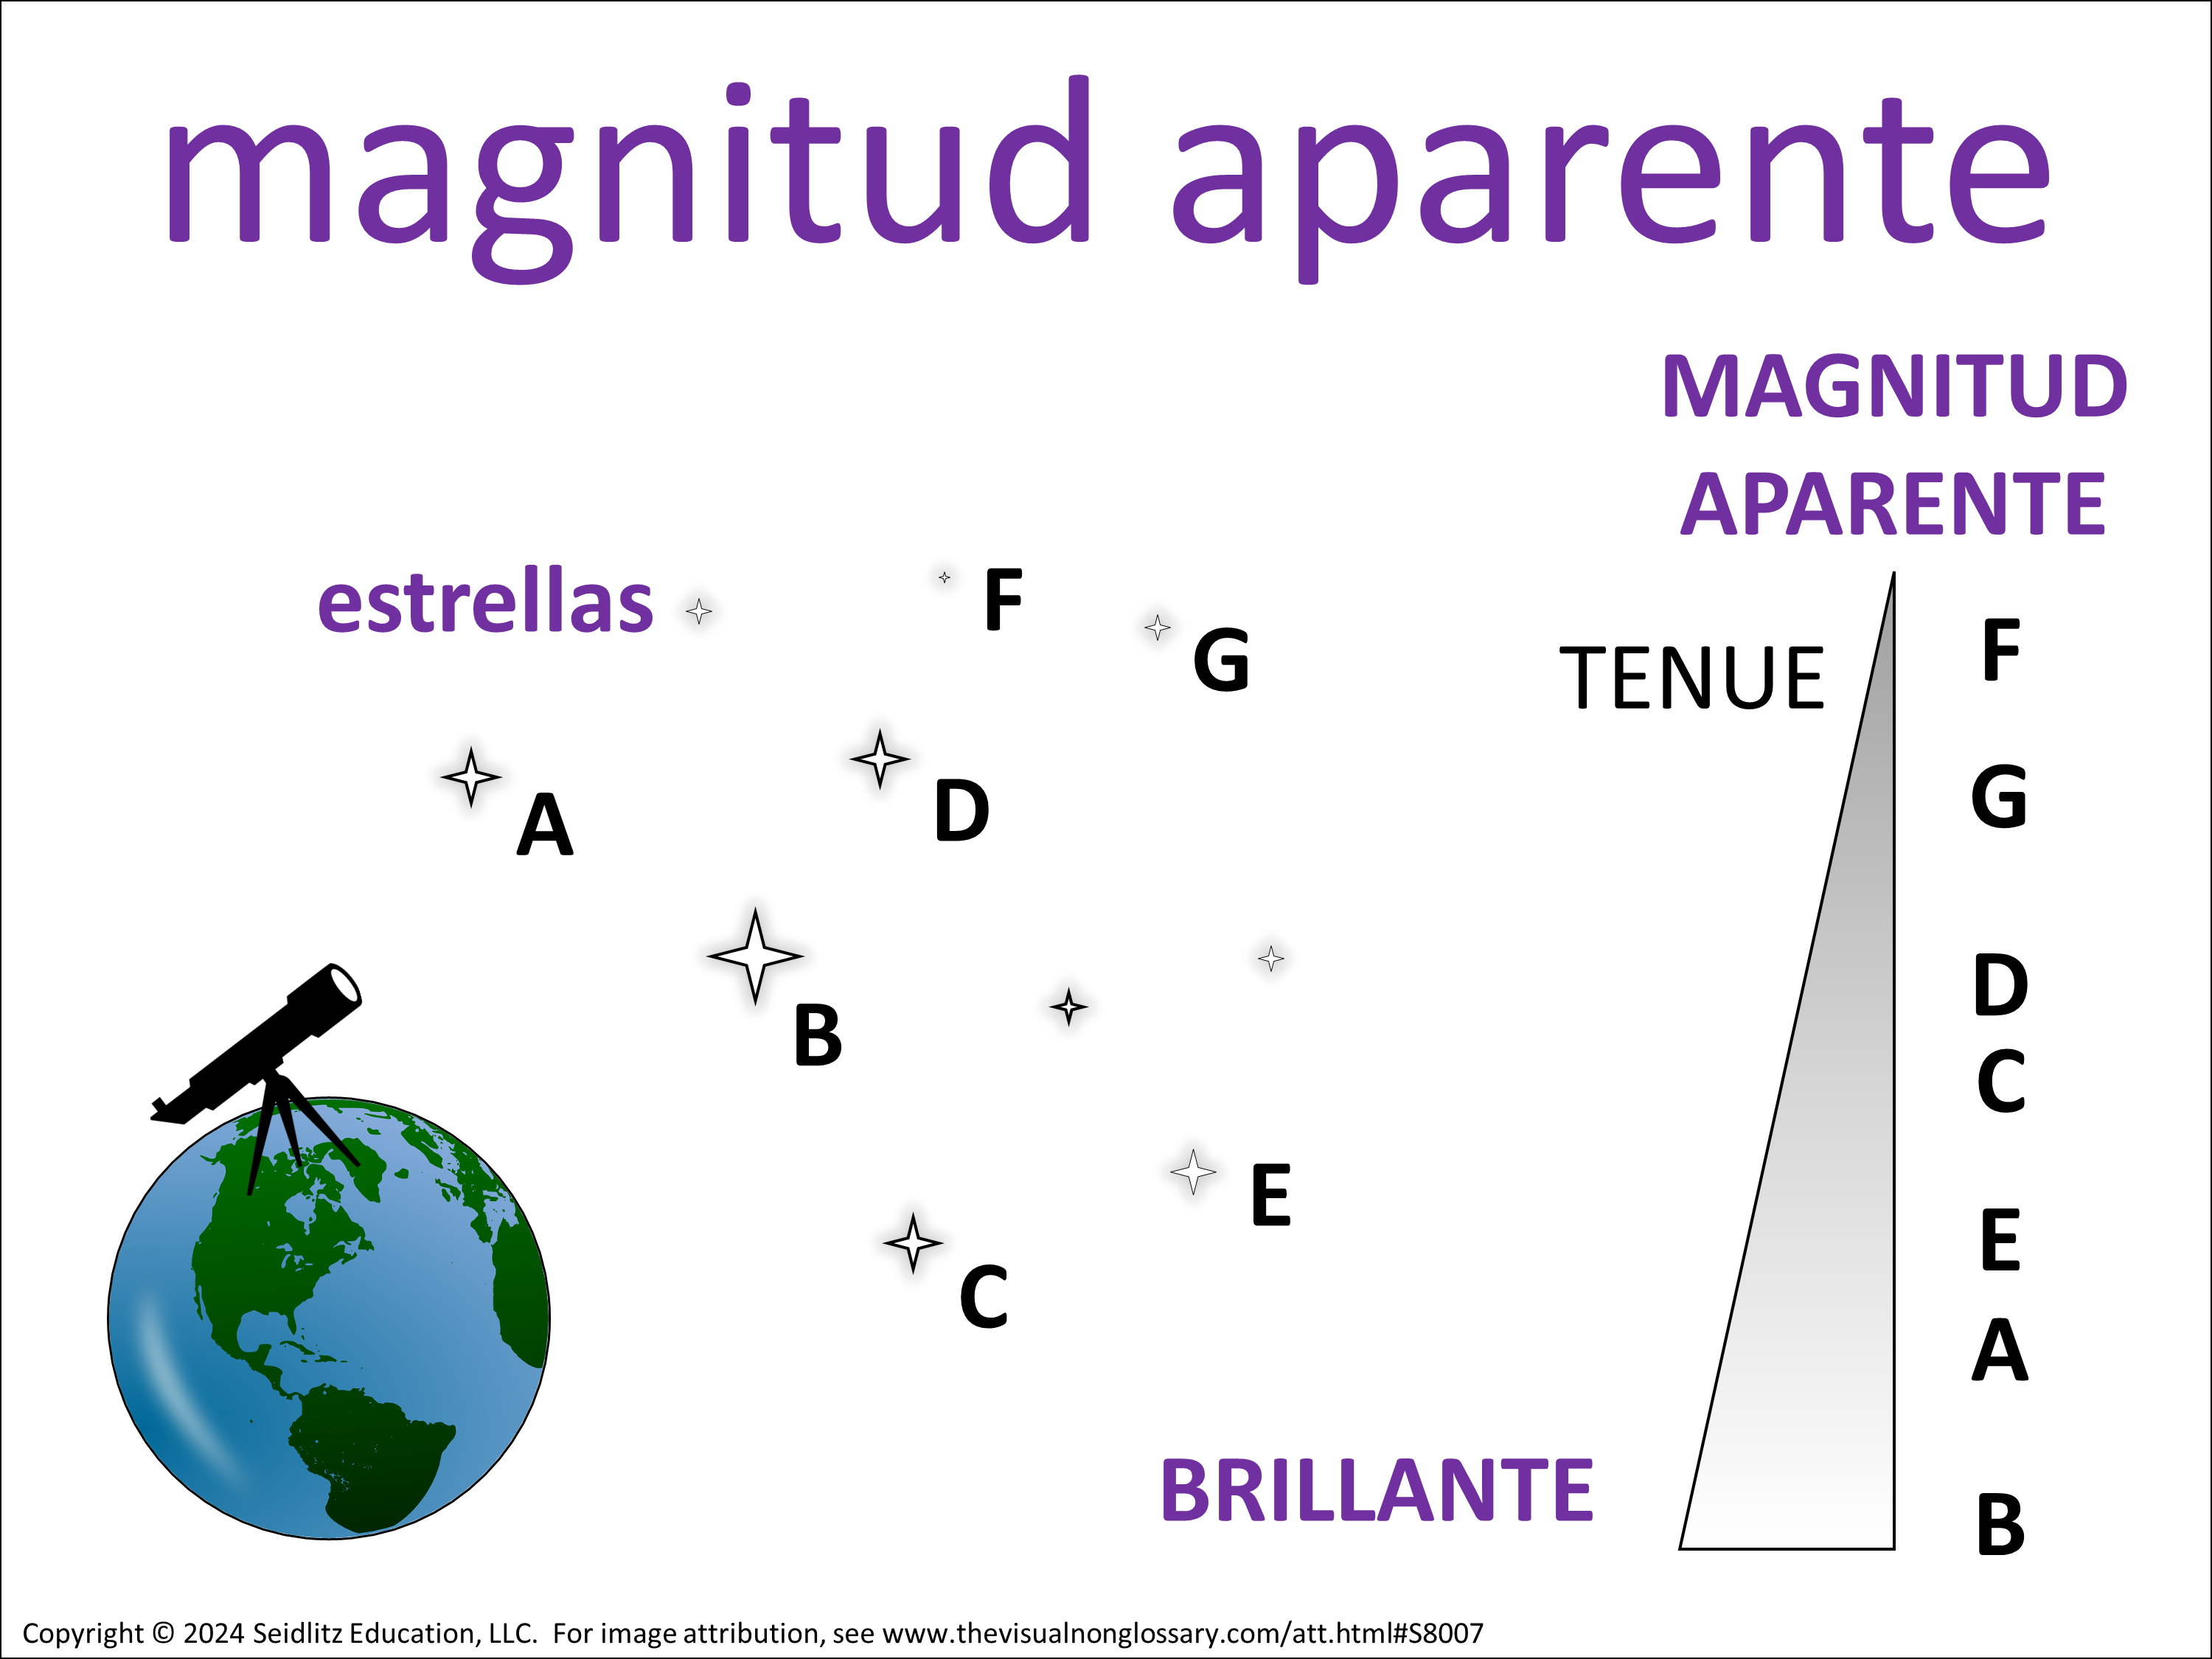 magnitud aparente
MAGNITUD
APARENTE
estrellas
F
G
A
D
B
E
C
TENUE
BRILLANTE
F
G
D
C
E
A
B
Copyright © 2024 Seidlitz Education, LLC.  For image attribution, see www.thevisualnonglossary.com/att.html#S8007